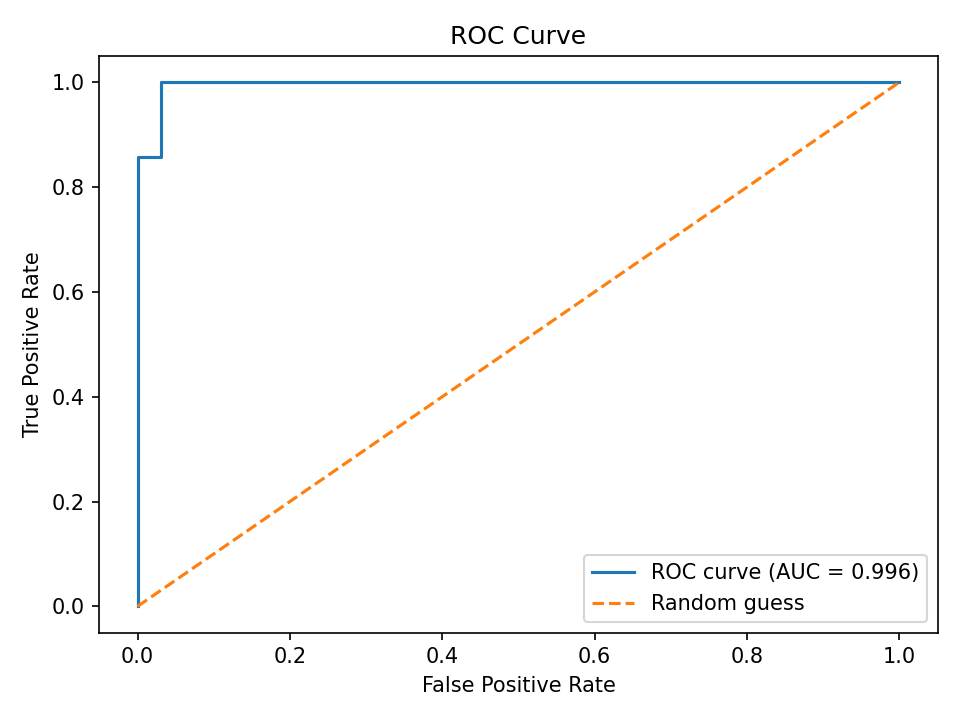 ROC Curve
True Positive Rate
1.0
0.8
0.6
0.4
0.2
0.0
0.0 0.2 0.4 0.6 0.8 1.0
False Positive Rate
ROC curve (AUC = 0.996)
Random guess